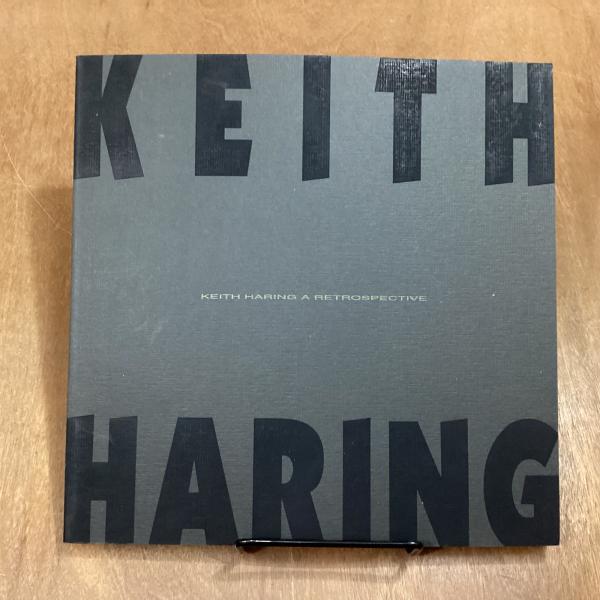 KEITH
KEITH HARING A RETROSPECTIVE
HARING